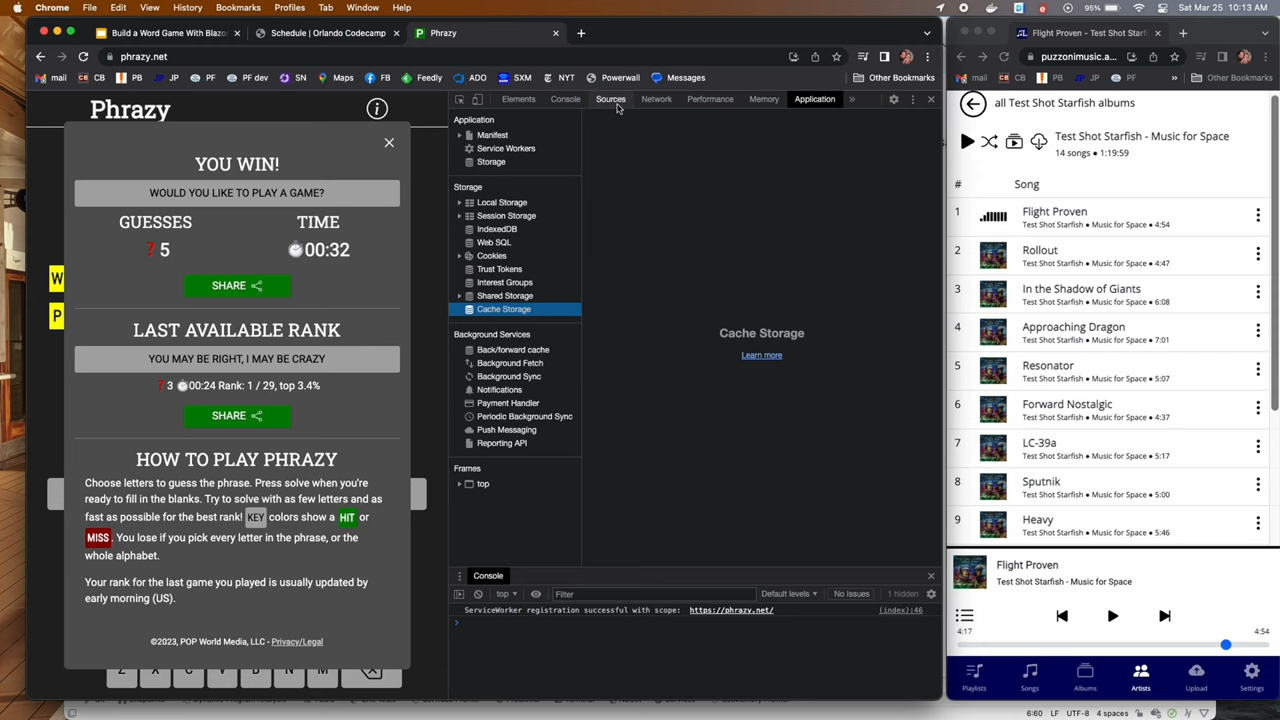 Chrome File Edit View History Bookmarks Profiles Tab Window Help 95% Sat Mar 25 10:13 AM
Build a Word Game With Blazo
Schedule | Orlando Codecamp
Phrazy
phrazy.net
mail CB PB JP PF PF dev SN Maps FB Feedly ADO SXM NYT Powerwall Messages Other Bookmarks
Phrazy
YOU WIN!
WOULD YOU LIKE TO PLAY A GAME?
GUESSES TIME
5 00:32
SHARE
LAST AVAILABLE RANK
YOU MAY BE RIGHT, I MAY BE CRAZY
3 00:24 Rank: 1 / 29, top 3.4%
SHARE
HOW TO PLAY PHRAZY
Choose letters to guess the phrase. Press solve when you're
ready to fill in the blanks. Try to solve with as few letters and as
fast as possible for the best rank! KEY colors show a HIT or
MISS. You lose if you pick every letter in the phrase, or the
whole alphabet.
Your rank for the last game you played is usually updated by
early morning (US).
©2023, POP World Media, LLC - Privacy/Legal
W
P
Z X C V B N M
Elements Console Sources Network Performance Memory Application
Application
Manifest
Service Workers
Storage
Storage
Local Storage
Session Storage
IndexedDB
Web SQL
Cookies
Trust Tokens
Interest Groups
Shared Storage
Cache Storage
Background Services
Back/forward cache
Background Fetch
Background Sync
Notifications
Payment Handler
Periodic Background Sync
Push Messaging
Reporting API
Frames
top
Cache Storage
Learn more
Console
top Filter Default levels No Issues 1 hidden
ServiceWorker registration successful with scope: https://phrazy.net/ (index):46
Flight Proven - Test Shot Starfi
puzzonimusic.a...
mail CB PB JP PF Other Bookmarks
all Test Shot Starfish albums
Test Shot Starfish - Music for Space
14 songs • 1:19:59
# Song
1 Flight Proven
Test Shot Starfish • Music for Space • 4:54
2 Rollout
Test Shot Starfish • Music for Space • 4:47
3 In the Shadow of Giants
Test Shot Starfish • Music for Space • 6:08
4 Approaching Dragon
Test Shot Starfish • Music for Space • 7:01
5 Resonator
Test Shot Starfish • Music for Space • 5:07
6 Forward Nostalgic
Test Shot Starfish • Music for Space • 4:37
7 LC-39a
Test Shot Starfish • Music for Space • 5:17
8 Sputnik
Test Shot Starfish • Music for Space • 5:00
9 Heavy
Test Shot Starfish • Music for Space • 5:46
Flight Proven
Test Shot Starfish - Music for Space
4:17 4:54
Playlists Songs Albums Artists Upload Settings
6:60 LF UTF-8 4 spaces